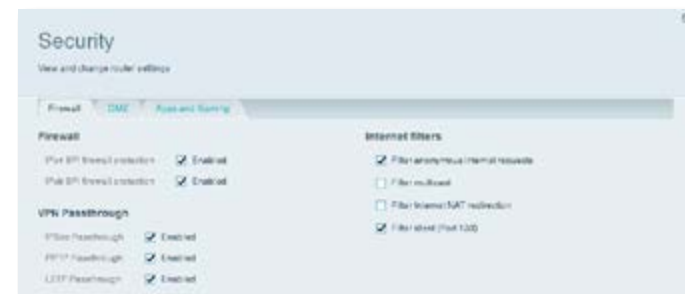 Security
View and change router settings
Firewall DMZ Apps and Gaming
Firewall
IPv4 SPI firewall protection Enabled
IPv6 SPI firewall protection Enabled
VPN Passthrough
IPSec Passthrough Enabled
PPTP Passthrough Enabled
L2TP Passthrough Enabled
Internet filters
Filter anonymous Internet requests
Filter multicast
Filter Internet NAT redirection
Filter ident (Port 113)